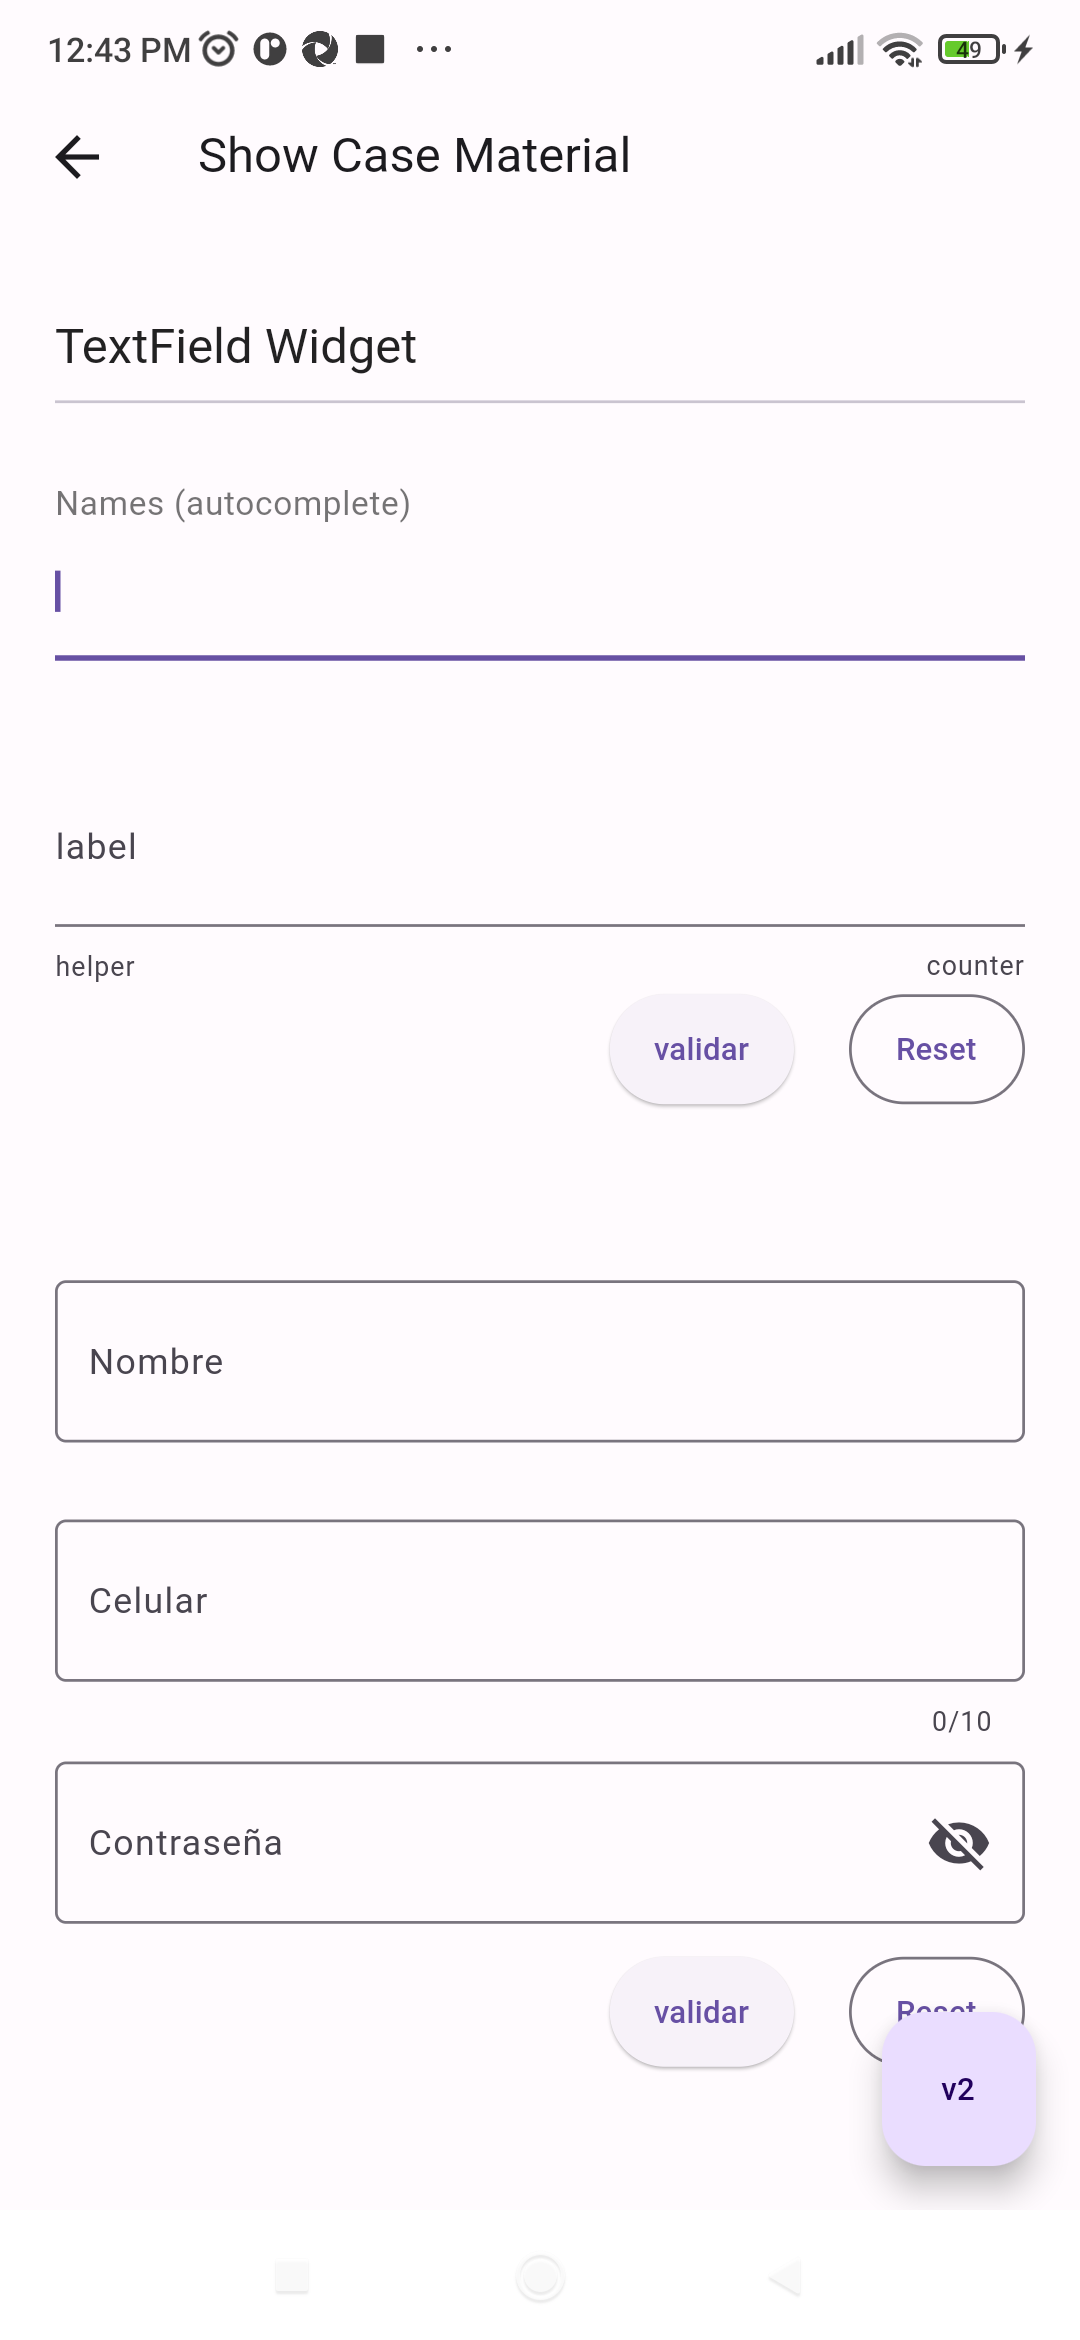 12:43 PM
49
Show Case Material
TextField Widget
Names (autocomplete)
label
helper
counter
validar
Reset
Nombre
Celular
0/10
Contraseña
validar
Reset
v2